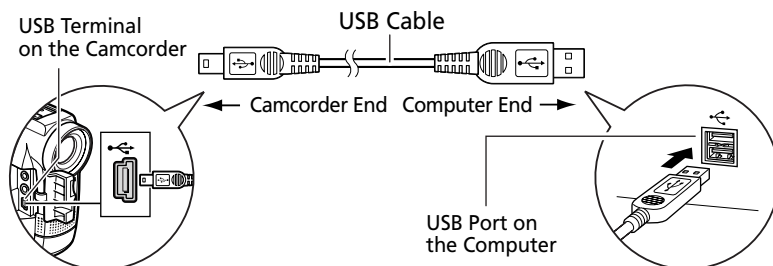 USB Terminal
on the Camcorder
USB Cable
Camcorder End
Computer End
USB Port on
the Computer